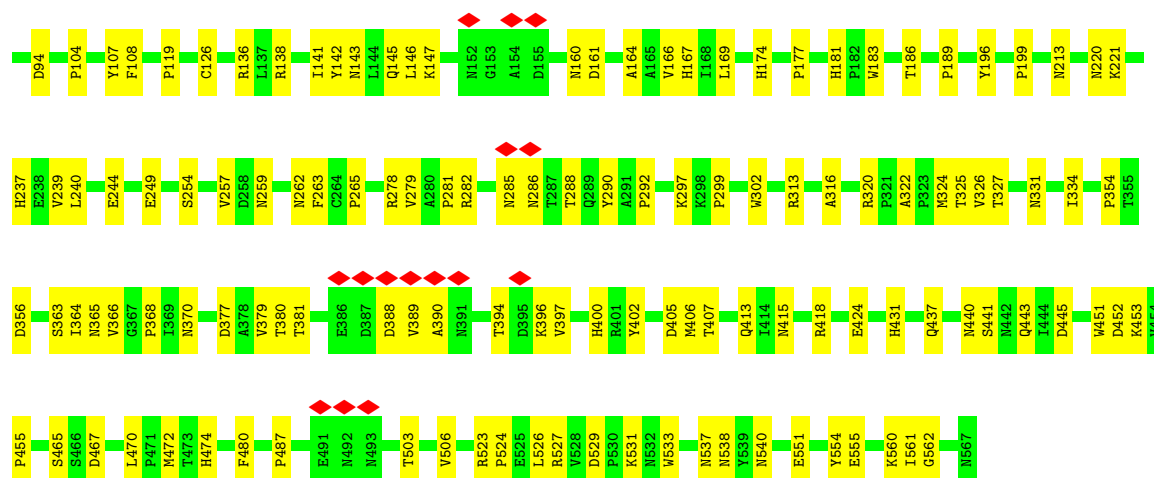 D94 P104 Y107 F108 P119 C126 R136 L137 R138 I141 Y142 N143 L144 Q145 L146 K147 N152 G153 A154 D155 N160 D161 A164 A165 V166 H167 I168 L169 H174 P177 H181 P182 W183 T186 P189 Y196 P199 N213 N220 K221
H237 E238 V239 L240 E244 E249 S254 V257 D258 N259 N262 F263 C264 P265 R278 V279 A280 P281 R282 N285 N286 T287 T288 Q289 Y290 A291 P292 K297 K298 P299 W302 R313 A316 R320 P321 A322 P323 M324 T325 V326 T327 N331 I334 P354 T355
D356 S363 I364 N365 V366 G367 P368 I369 N370 D377 A378 V379 T380 T381 E386 D387 D388 V389 A390 N391 T394 D395 K396 V397 H400 R401 Y402 D405 M406 T407 Q413 I414 N415 R418 E424 H431 Q437 N440 S441 N442 Q443 I444 D445 W451 D452 K453
P455 S465 S466 D467 L470 P471 M472 T473 H474 F480 P487 E491 N492 N493 T503 V506 R523 P524 E525 L526 R527 V528 D529 P530 K531 N532 W533 N537 N538 Y539 N540 E551 Y554 E555 K560 I561 G562 N567